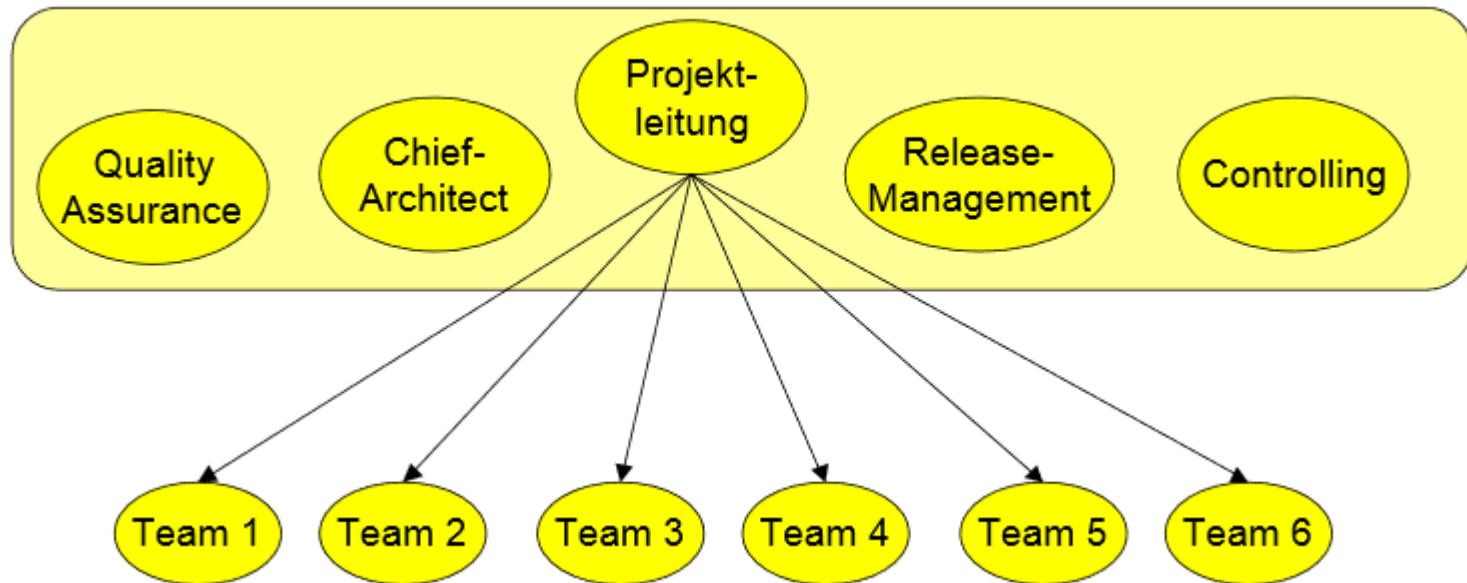 Projekt-
leitung
Quality
Assurance
Chief-
Architect
Release-
Management
Controlling
Team 1
Team 2
Team 3
Team 4
Team 5
Team 6